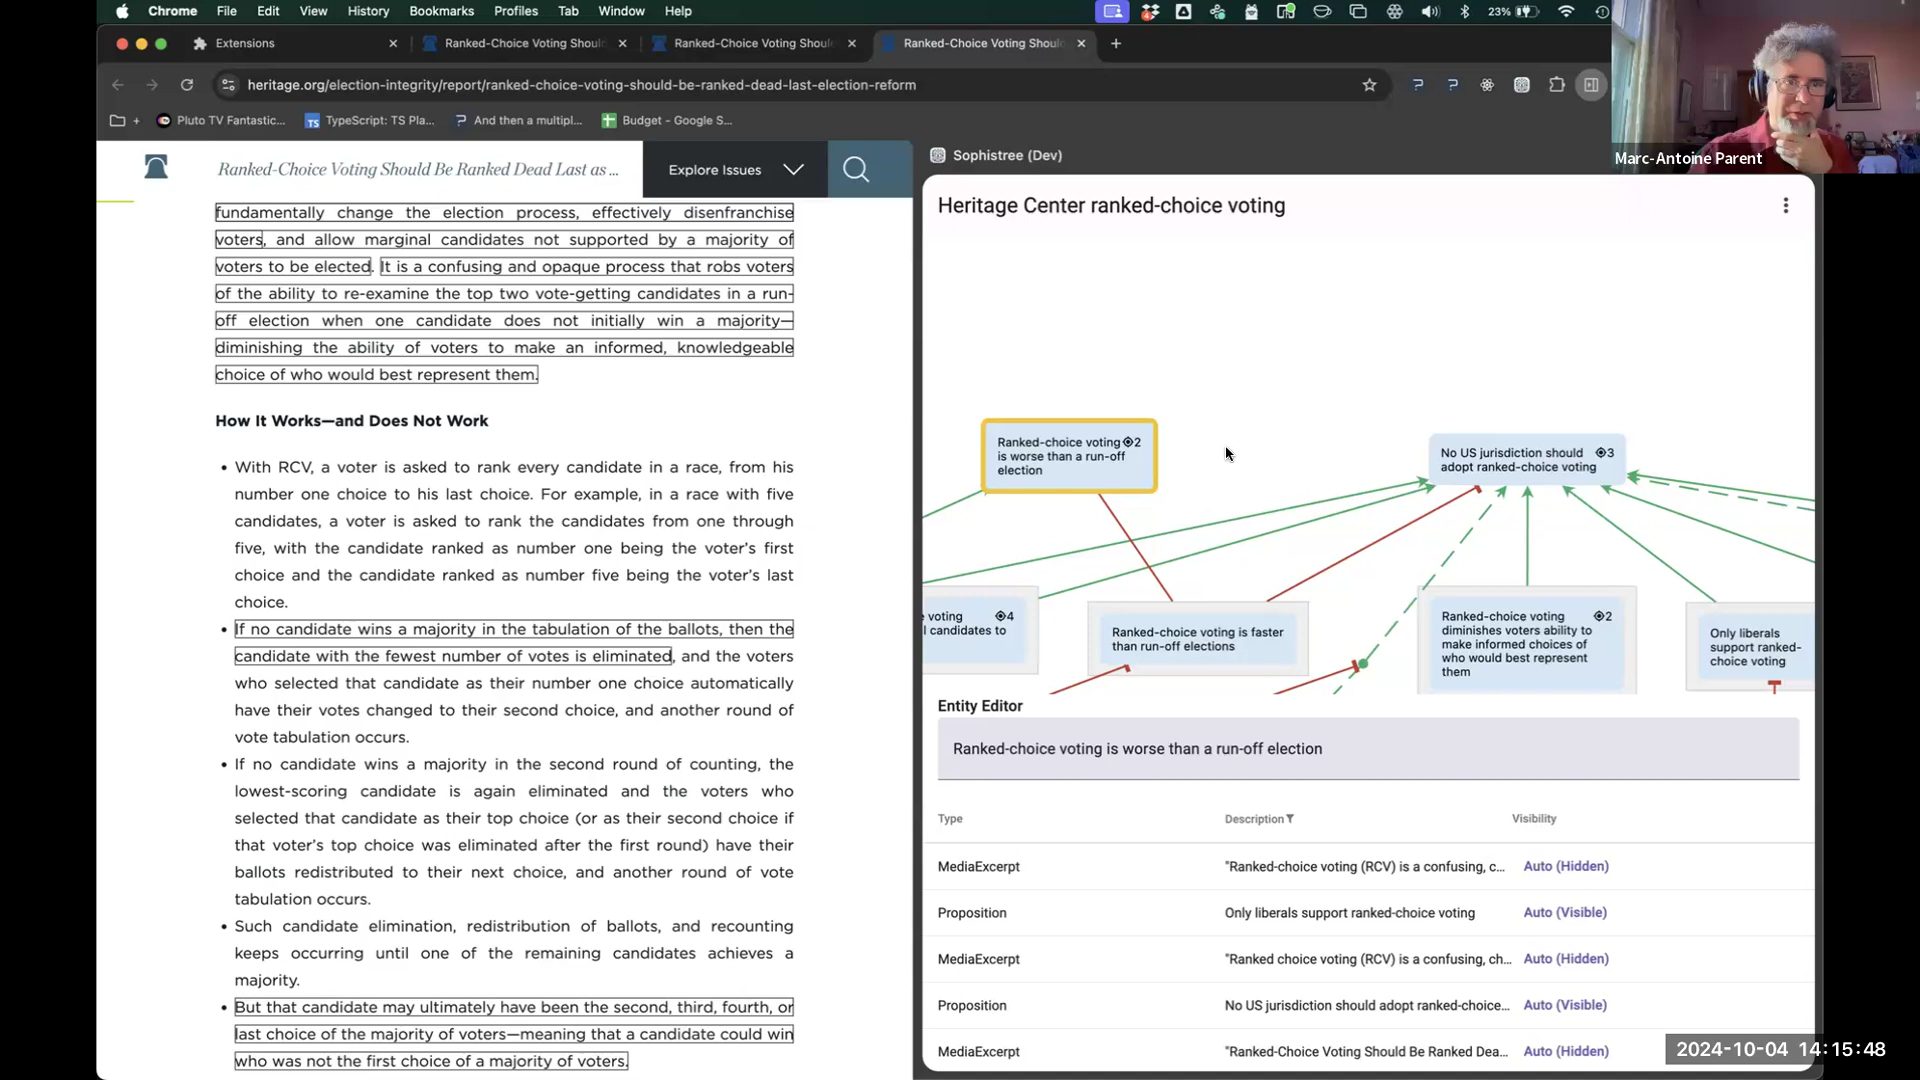 Chrome File Edit View History Bookmarks Profiles Tab Window Help 23%
Extensions
Ranked-Choice Voting Shoul
Ranked-Choice Voting Shoul
Ranked-Choice Voting Shoul
heritage.org/election-integrity/report/ranked-choice-voting-should-be-ranked-dead-last-election-reform
Pluto TV Fantastic...
TypeScript: TS Pla...
And then a multipl...
Budget - Google S...
Marc-Antoine Parent
Ranked-Choice Voting Should Be Ranked Dead Last as ...
Explore Issues
fundamentally change the election process, effectively disenfranchise
voters, and allow marginal candidates not supported by a majority of
voters to be elected. It is a confusing and opaque process that robs voters
of the ability to re-examine the top two vote-getting candidates in a run-
off election when one candidate does not initially win a majority—
diminishing the ability of voters to make an informed, knowledgeable
choice of who would best represent them.
How It Works—and Does Not Work
• With RCV, a voter is asked to rank every candidate in a race, from his
number one choice to his last choice. For example, in a race with five
candidates, a voter is asked to rank the candidates from one through
five, with the candidate ranked as number one being the voter's first
choice and the candidate ranked as number five being the voter's last
choice.
• If no candidate wins a majority in the tabulation of the ballots, then the
candidate with the fewest number of votes is eliminated, and the voters
who selected that candidate as their number one choice automatically
have their votes changed to their second choice, and another round of
vote tabulation occurs.
• If no candidate wins a majority in the second round of counting, the
lowest-scoring candidate is again eliminated and the voters who
selected that candidate as their top choice (or as their second choice if
that voter's top choice was eliminated after the first round) have their
ballots redistributed to their next choice, and another round of vote
tabulation occurs.
• Such candidate elimination, redistribution of ballots, and recounting
keeps occurring until one of the remaining candidates achieves a
majority.
• But that candidate may ultimately have been the second, third, fourth, or
last choice of the majority of voters—meaning that a candidate could win
who was not the first choice of a majority of voters.
Sophistree (Dev)
Heritage Center ranked-choice voting
Ranked-choice voting 2
is worse than a run-off
election
No US jurisdiction should 3
adopt ranked-choice voting
voting 4
candidates to
Ranked-choice voting is faster
than run-off elections
Ranked-choice voting 2
diminishes voters ability to
make informed choices of
who would best represent
them
Only liberals
support ranked-
choice voting
Entity Editor
Ranked-choice voting is worse than a run-off election
Type Description Visibility
MediaExcerpt "Ranked-choice voting (RCV) is a confusing, c... Auto (Hidden)
Proposition Only liberals support ranked-choice voting Auto (Visible)
MediaExcerpt "Ranked choice voting (RCV) is a confusing, ch... Auto (Hidden)
Proposition No US jurisdiction should adopt ranked-choice... Auto (Visible)
MediaExcerpt "Ranked-Choice Voting Should Be Ranked Dea... Auto (Hidden)
2024-10-04 14:15:48